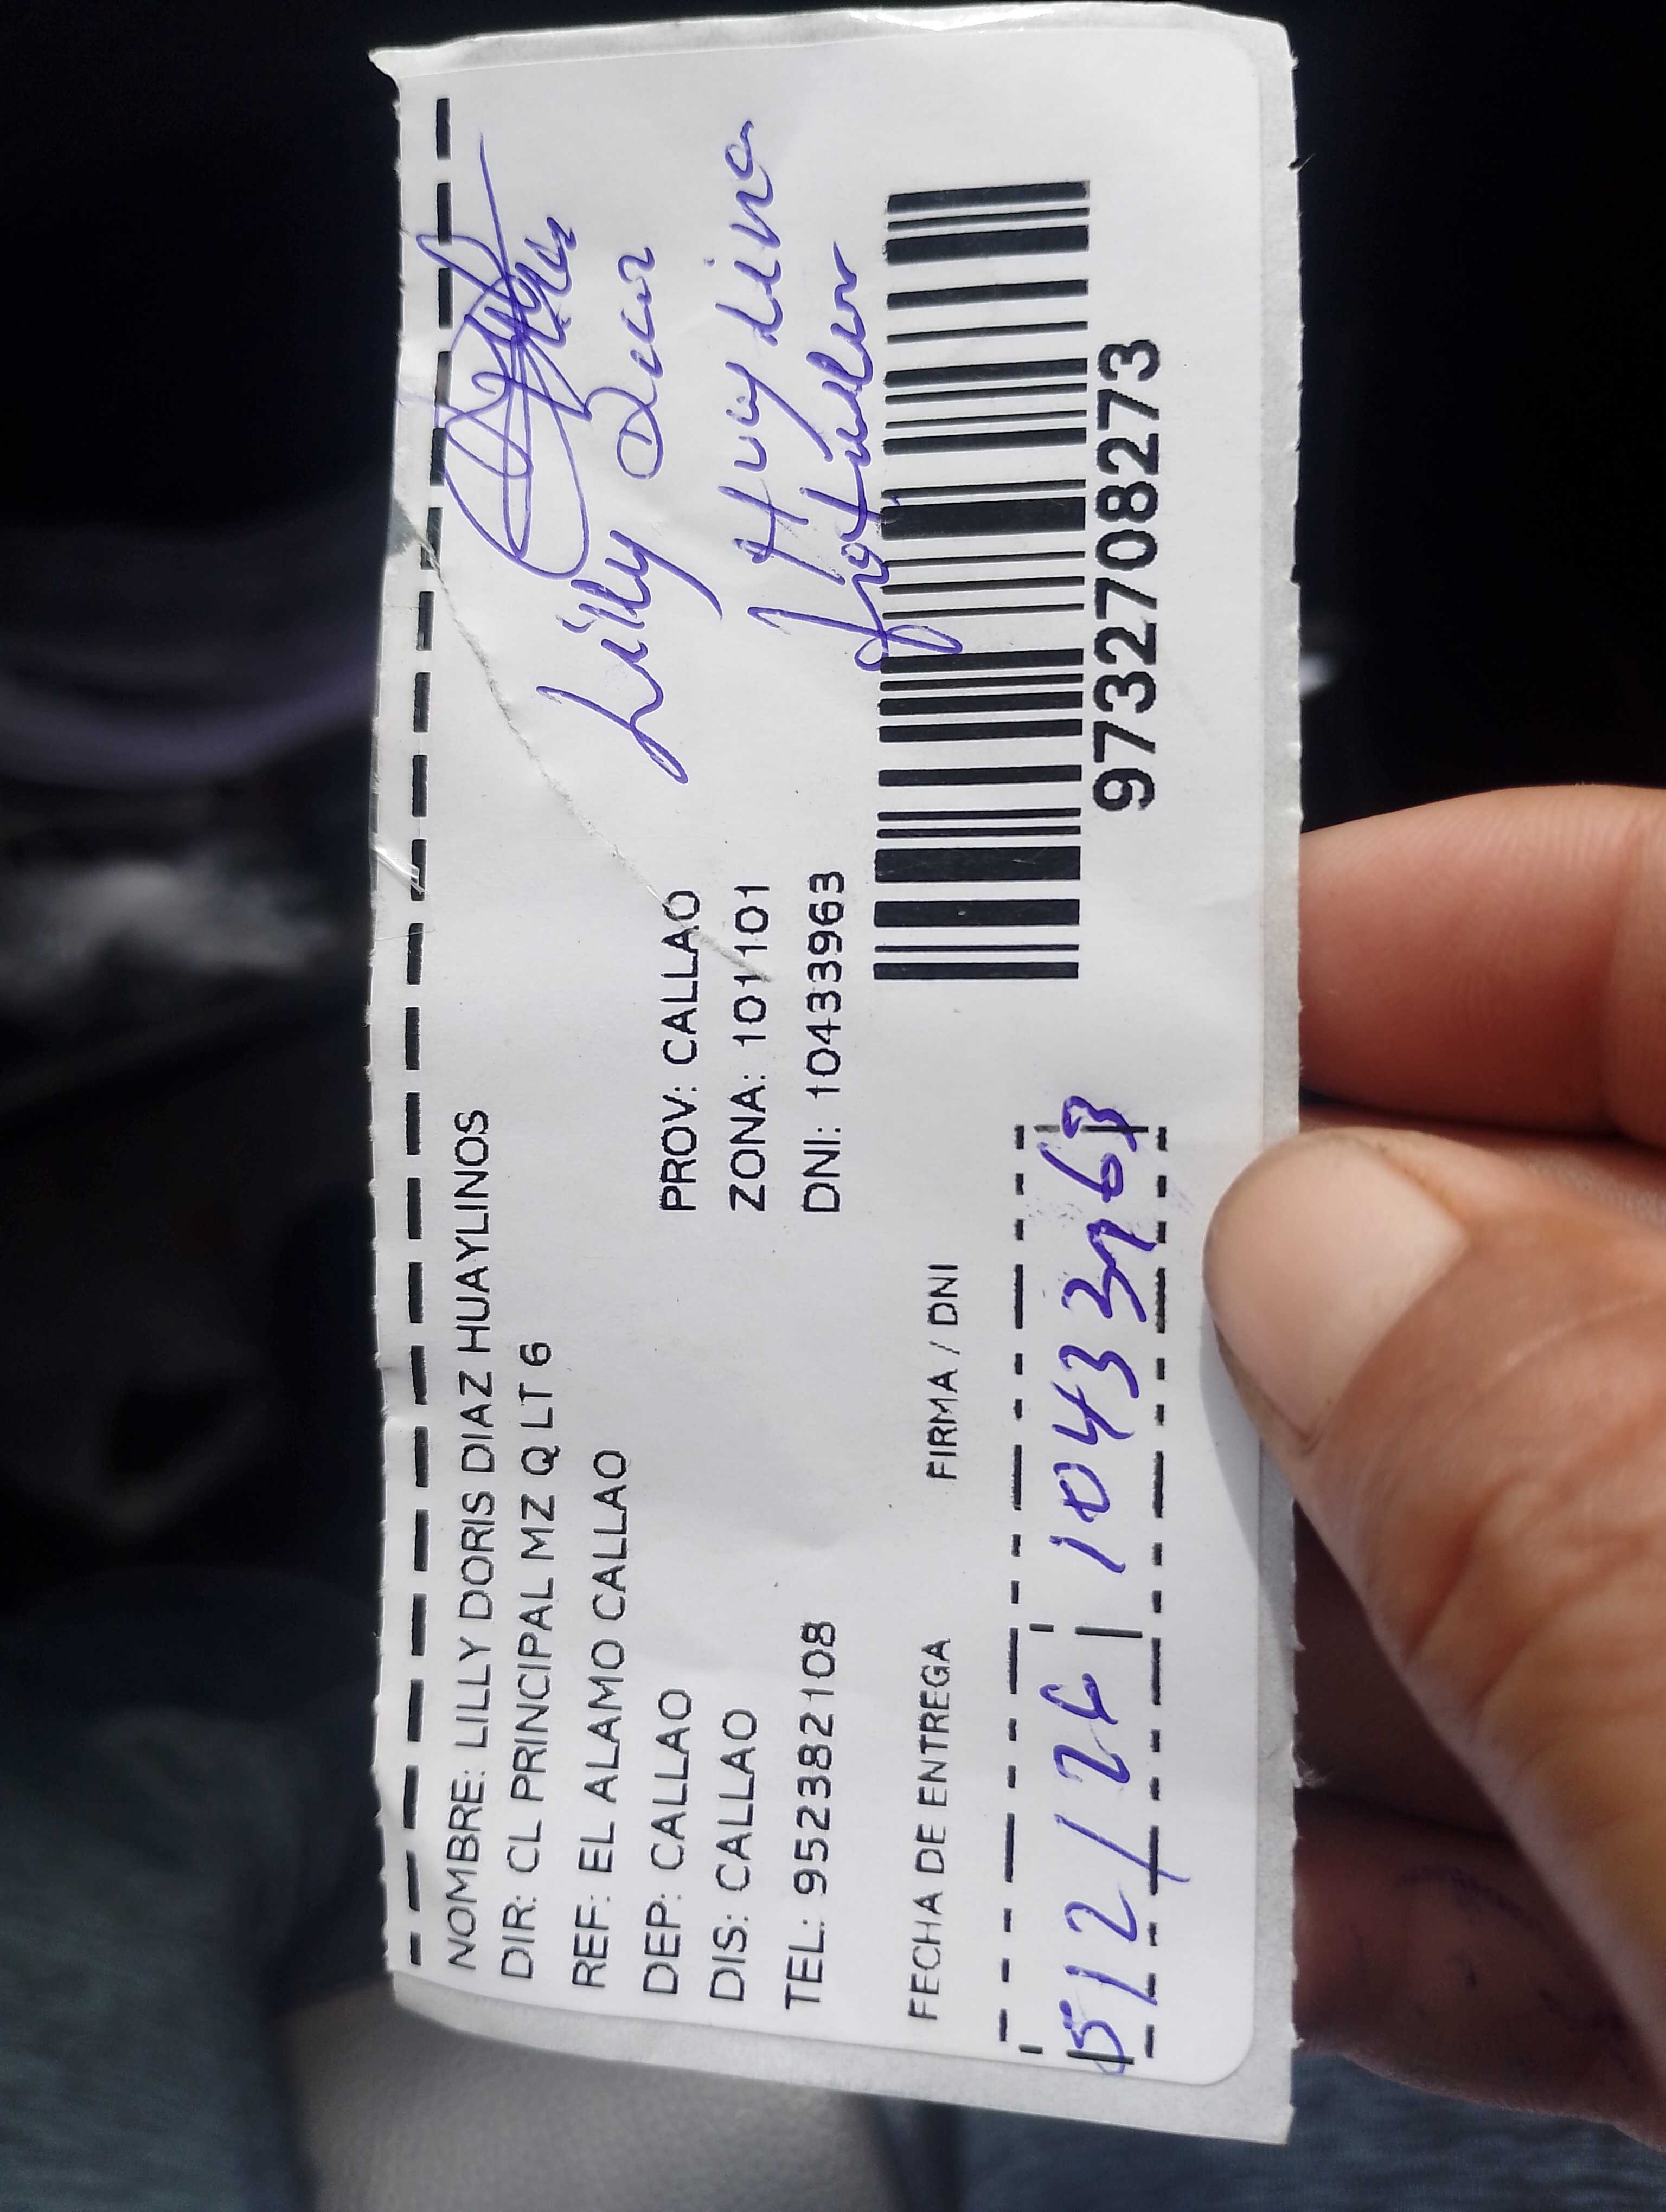 NOMBRE: LILLY DORIS DIAZ HUAYLINOS
DIR: CL PRINCIPAL MZ Q LT 6
REF: EL ALAMO CALLAO
DEP: CALLAO PROV: CALLAO
DIS: CALLAO ZONA: 101101
TEL: 952382108 DNI: 10433963
Lilly Diaz
Huylino
Titular
9732708273
FECHA DE ENTREGA FIRMA / DNI
5/2/26 10433963